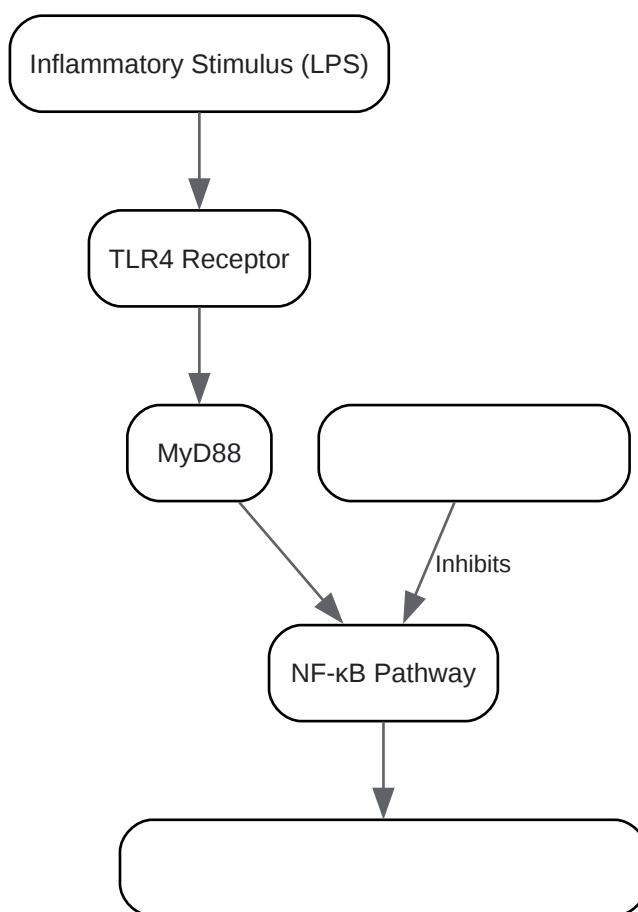 Inflammatory Stimulus (LPS)
TLR4 Receptor
MyD88
Inhibits
NF-κB Pathway